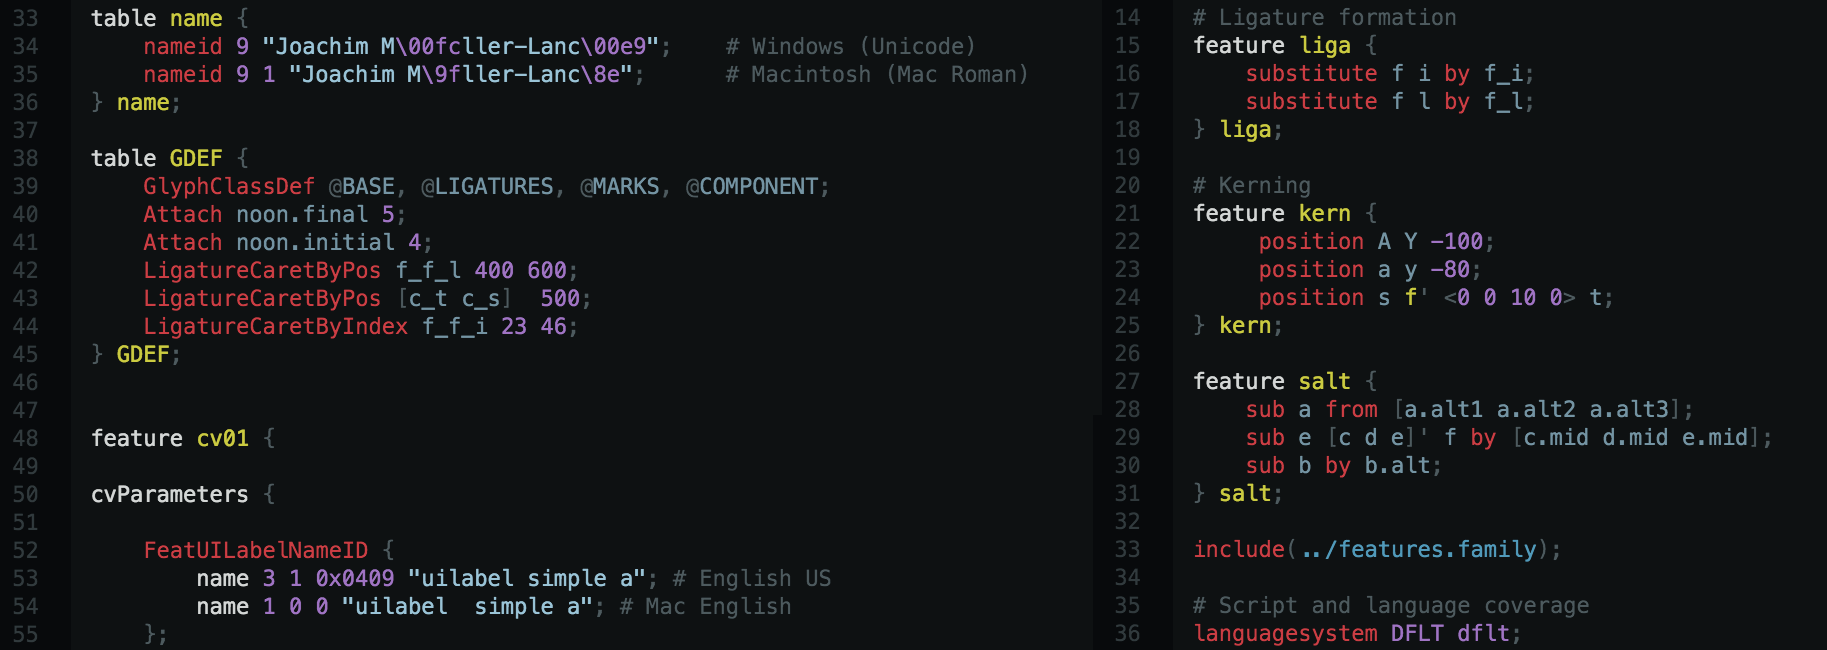 33 table name {
34 nameid 9 "Joachim M\00fcller-Lanc\00e9"; # Windows (Unicode)
35 nameid 9 1 "Joachim M\9fller-Lanc\8e"; # Macintosh (Mac Roman)
36 } name;
37
38 table GDEF {
39 GlyphClassDef @BASE, @LIGATURES, @MARKS, @COMPONENT;
40 Attach noon.final 5;
41 Attach noon.initial 4;
42 LigatureCaretByPos f_f_l 400 600;
43 LigatureCaretByPos [c_t c_s] 500;
44 LigatureCaretByIndex f_f_i 23 46;
45 } GDEF;
46
47
48 feature cv01 {
49
50 cvParameters {
51
52 FeatUILabelNameID {
53 name 3 1 0x0409 "uilabel simple a"; # English US
54 name 1 0 0 "uilabel  simple a"; # Mac English
55 };
14 # Ligature formation
15 feature liga {
16 substitute f i by f_i;
17 substitute f l by f_l;
18 } liga;
19
20 # Kerning
21 feature kern {
22 position A Y -100;
23 position a y -80;
24 position s f' <0 0 10 0> t;
25 } kern;
26
27 feature salt {
28 sub a from [a.alt1 a.alt2 a.alt3];
29 sub e [c d e]' f by [c.mid d.mid e.mid];
30 sub b by b.alt;
31 } salt;
32
33 include(../features.family);
34
35 # Script and language coverage
36 languagesystem DFLT dflt;